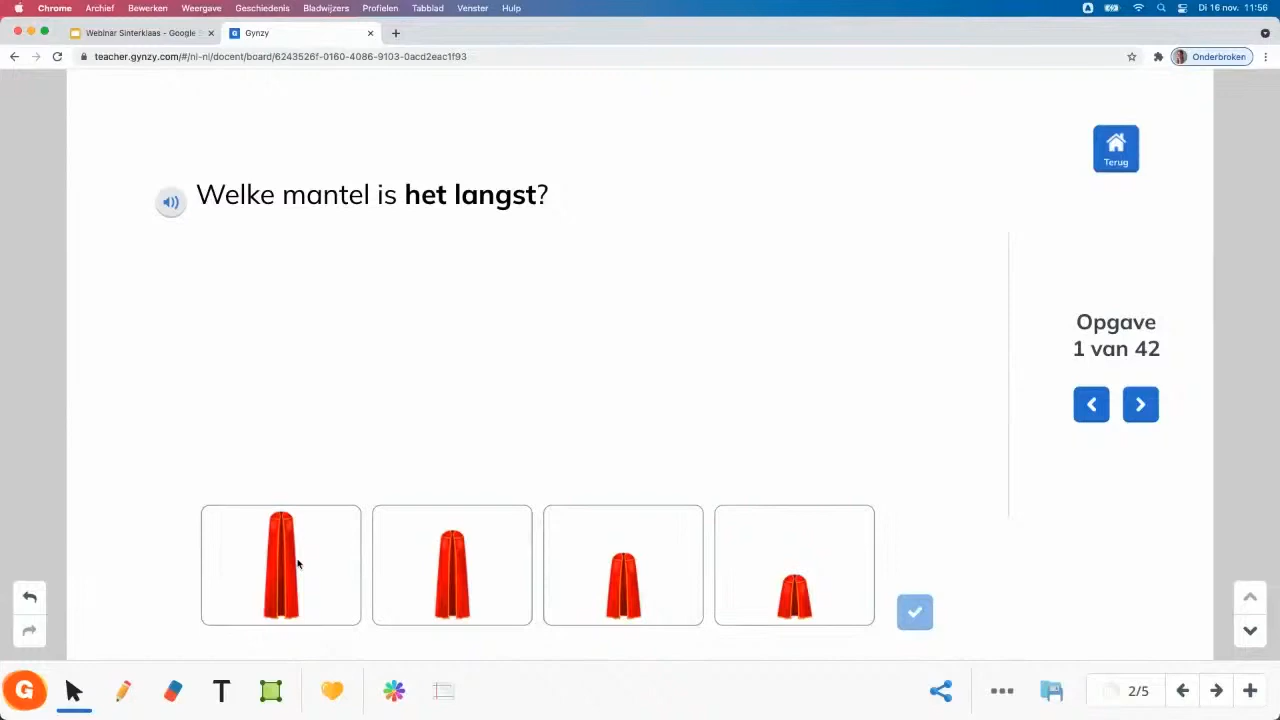 Chrome Archief Bewerken Weergave Geschiedenis Bladwijzers Profielen Tabblad Venster Hulp Di 16 nov. 11:56
Webinar Sinterklaas - Google Gynzy
teacher.gynzy.com/#/nl-nl/docent/board/6243526f-0160-4086-9103-0acd2eac1f93 Onderbroken
Terug
Welke mantel is het langst?
Opgave
1 van 42
G T 2/5